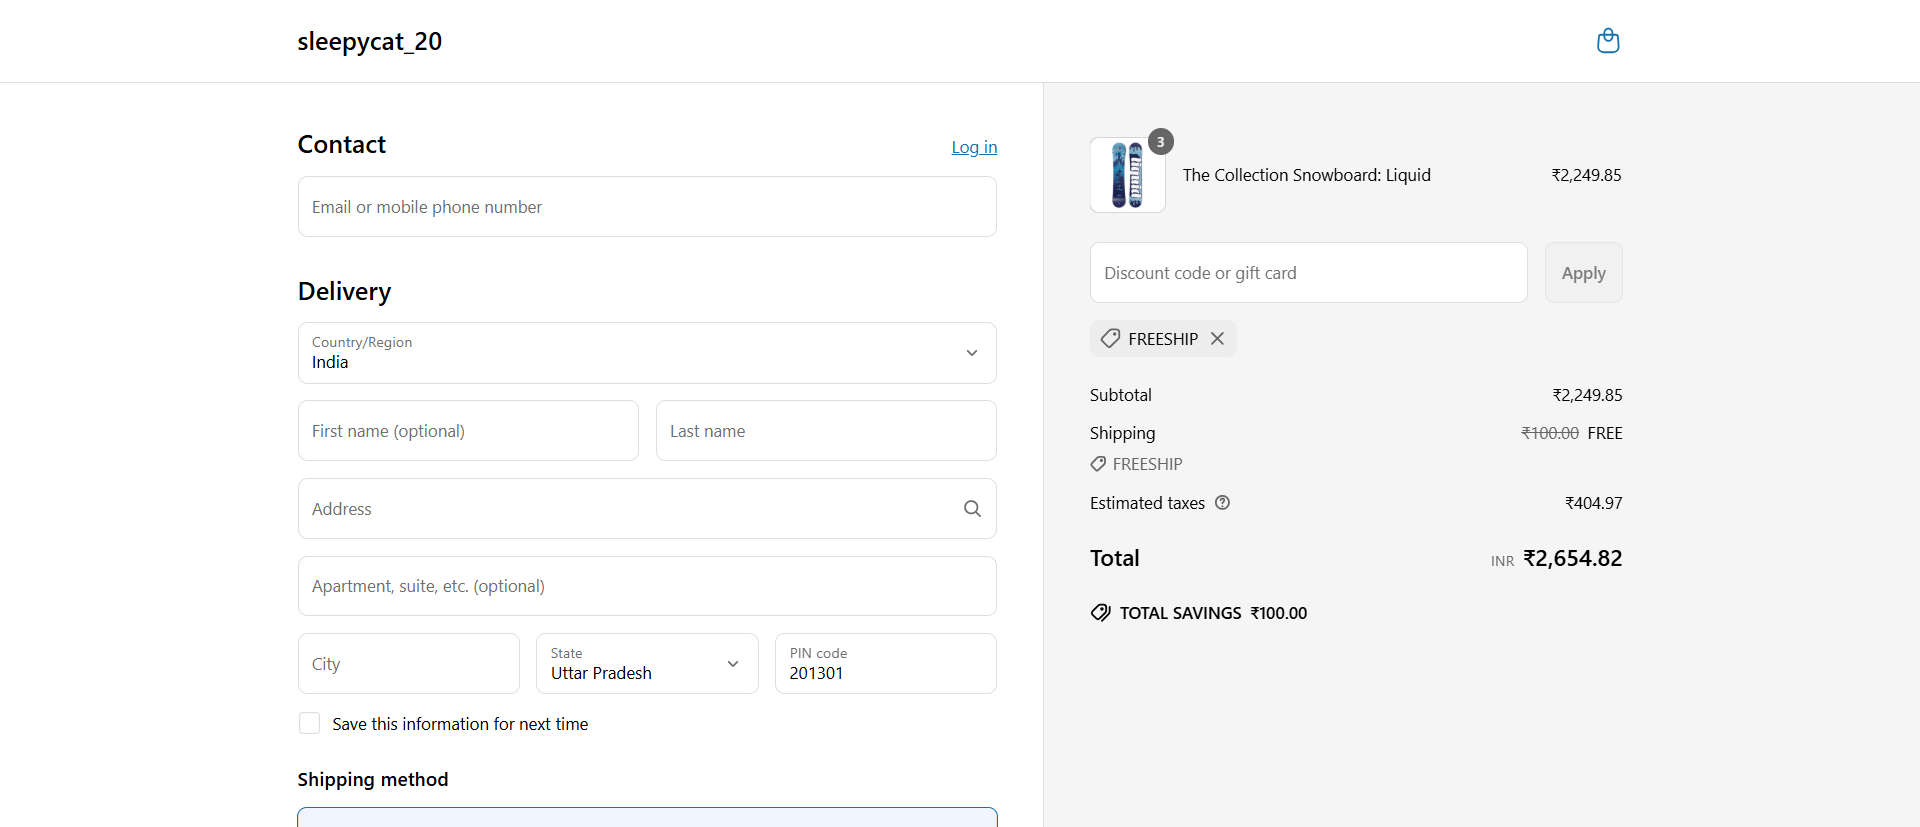 sleepycat_20
Contact
Log in
Email or mobile phone number
Delivery
Country/Region
India
First name (optional)
Last name
Address
Apartment, suite, etc. (optional)
City
State
Uttar Pradesh
PIN code
201301
Save this information for next time
Shipping method
3
The Collection Snowboard: Liquid ₹2,249.85
Discount code or gift card
Apply
FREESHIP
Subtotal ₹2,249.85
Shipping ₹100.00 FREE
FREESHIP
Estimated taxes ₹404.97
Total INR ₹2,654.82
TOTAL SAVINGS ₹100.00